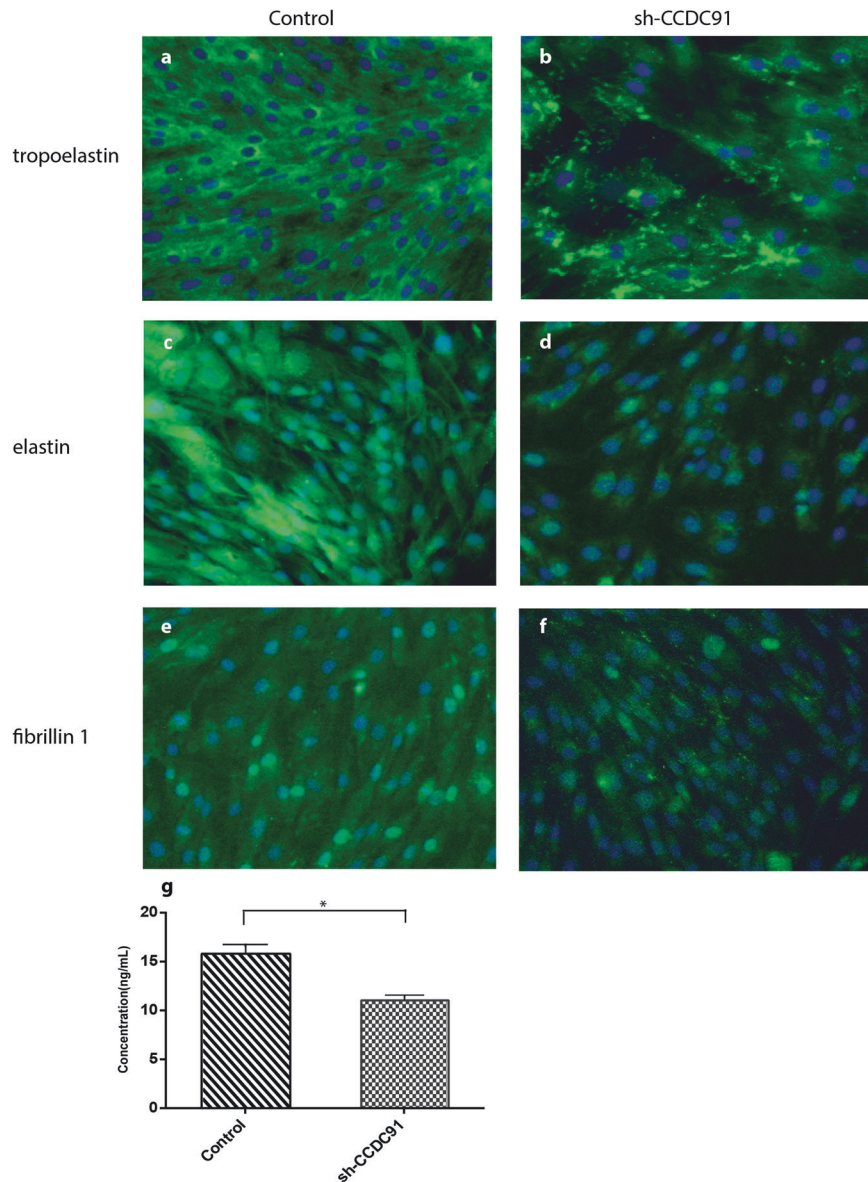 Control sh-CCDC91
tropoelastin
a b
elastin
c d
fibrillin 1
e f
g
*
20
15
10
5
0
Concentration(ng/mL)
Control
sh-CCDC91